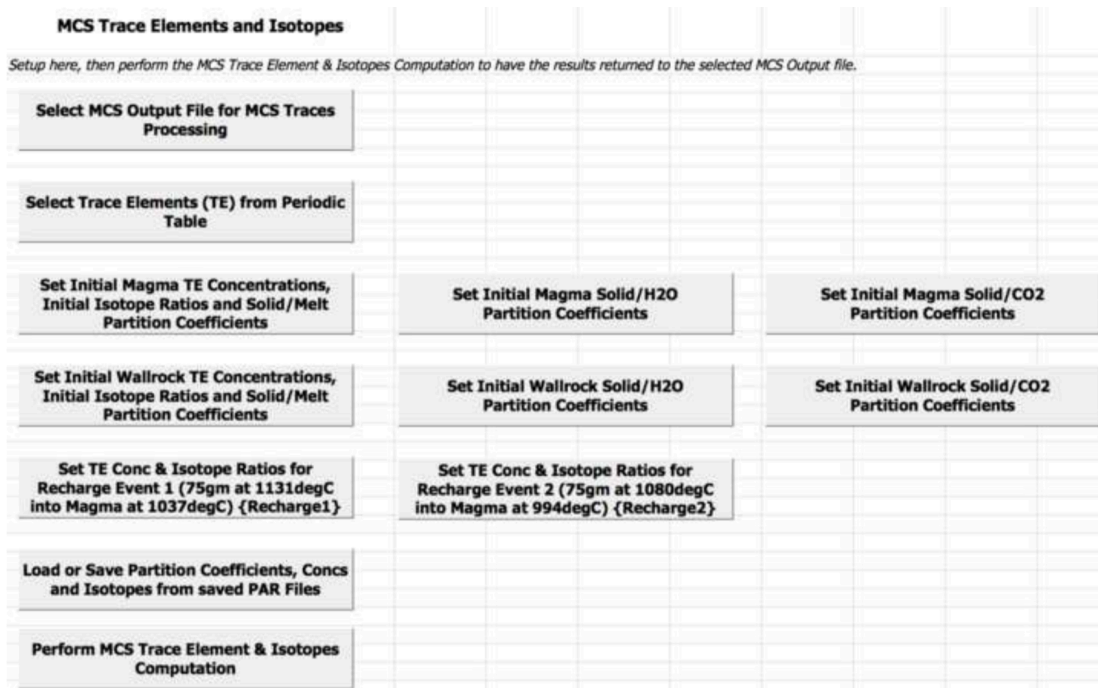 MCS Trace Elements and Isotopes
Setup here, then perform the MCS Trace Element & Isotopes Computation to have the results returned to the selected MCS Output file.
Select MCS Output File for MCS Traces
Processing
Select Trace Elements (TE) from Periodic
Table
Set Initial Magma TE Concentrations,
Initial Isotope Ratios and Solid/Melt
Partition Coefficients
Set Initial Magma Solid/H2O
Partition Coefficients
Set Initial Magma Solid/CO2
Partition Coefficients
Set Initial Wallrock TE Concentrations,
Initial Isotope Ratios and Solid/Melt
Partition Coefficients
Set Initial Wallrock Solid/H2O
Partition Coefficients
Set Initial Wallrock Solid/CO2
Partition Coefficients
Set TE Conc & Isotope Ratios for
Recharge Event 1 (75gm at 1131degC
into Magma at 1037degC) {Recharge1}
Set TE Conc & Isotope Ratios for
Recharge Event 2 (75gm at 1080degC
into Magma at 994degC) {Recharge2}
Load or Save Partition Coefficients, Concs
and Isotopes from saved PAR Files
Perform MCS Trace Element & Isotopes
Computation